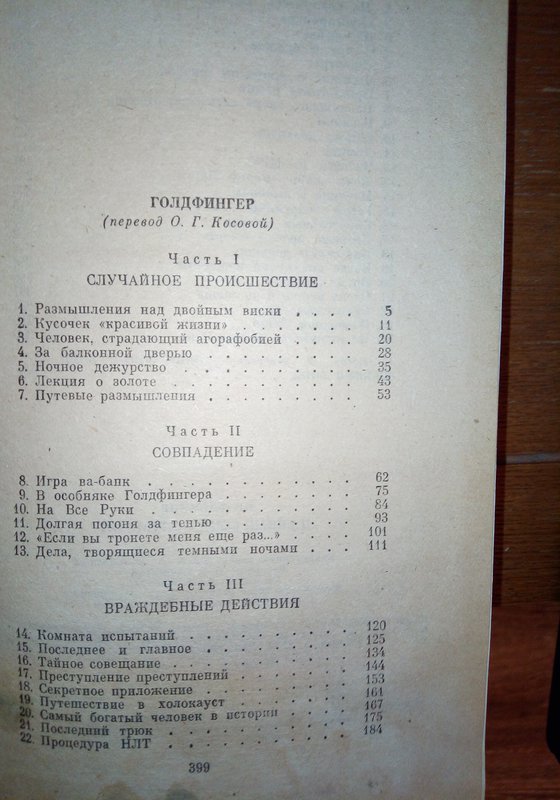 ГОЛДФИНГЕР
(перевод О. Г. Косовой)
Часть I
СЛУЧАЙНОЕ ПРОИСШЕСТВИЕ
1. Размышления над двойным виски . . . . 5
2. Кусочек «красивой жизни» . . . . . . . 11
3. Человек, страдающий агорафобией . . . . 20
4. За балконной дверью . . . . . . . . . 28
5. Ночное дежурство . . . . . . . . . . 35
6. Лекция о золоте . . . . . . . . . . 43
7. Путевые размышления . . . . . . . . . 53
Часть II
СОВПАДЕНИЕ
8. Игра ва-банк . . . . . . . . . . . . 62
9. В особняке Голдфингера . . . . . . . . 75
10. На Все Руки . . . . . . . . . . . . 84
11. Долгая погоня за тенью . . . . . . . . 93
12. «Если вы тронете меня еще раз...» . . . . 101
13. Дела, творящиеся темными ночами . . . 111
Часть III
ВРАЖДЕБНЫЕ ДЕЙСТВИЯ
14. Комната испытаний . . . . . . . . . . 120
15. Последнее и главное . . . . . . . . . 125
16. Тайное совещание . . . . . . . . . . 134
17. Преступление преступлений . . . . . . . 144
18. Секретное приложение . . . . . . . . . 153
19. Путешествие в холокауст . . . . . . . . 161
20. Самый богатый человек в истории . . . . 167
21. Последний трюк . . . . . . . . . . . 175
22. Процедура НЛТ . . . . . . . . . . . 184
399